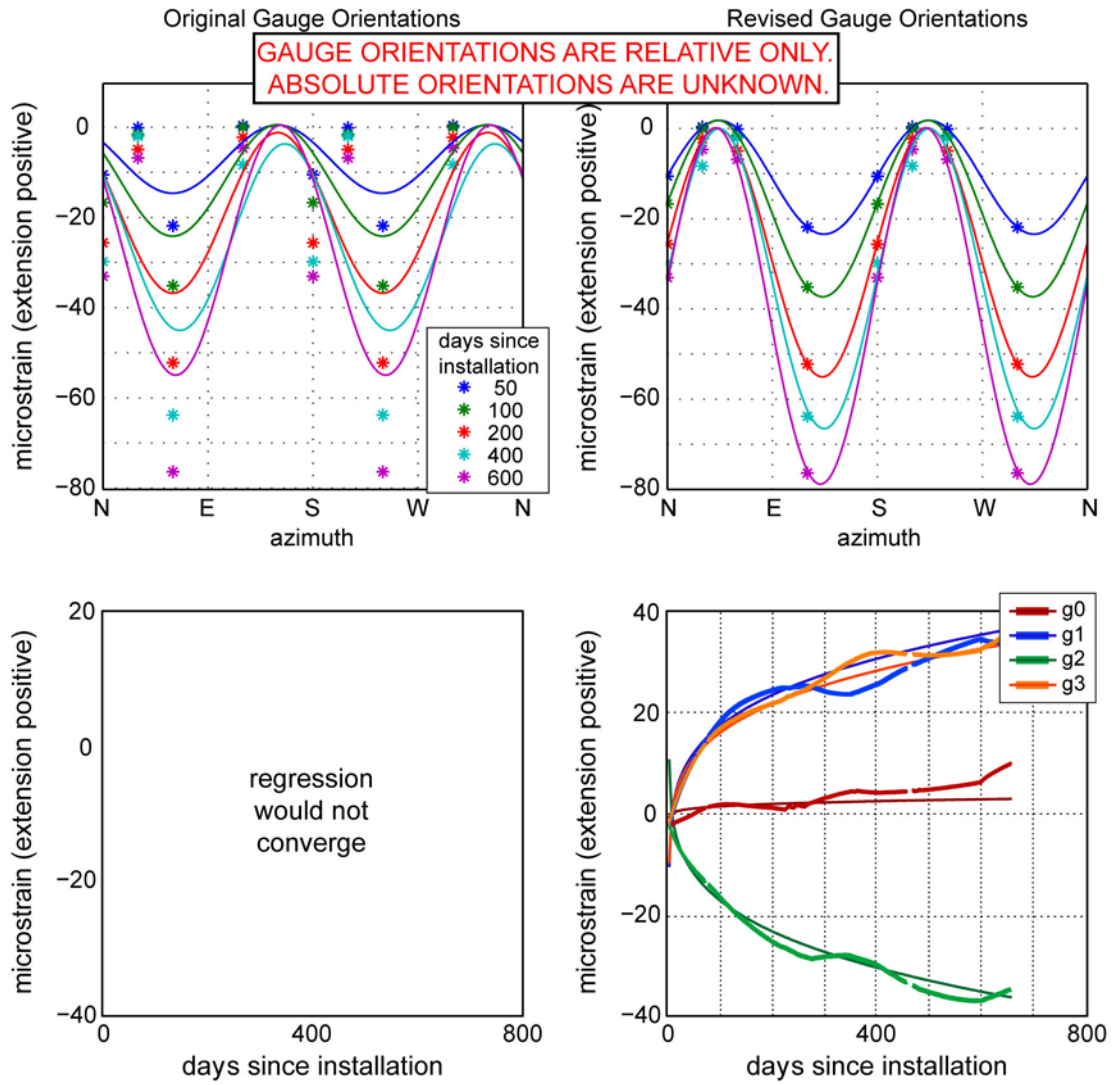 Original Gauge Orientations
Revised Gauge Orientations
GAUGE ORIENTATIONS ARE RELATIVE ONLY.
ABSOLUTE ORIENTATIONS ARE UNKNOWN.
microstrain (extension positive)
0
−20
−40
−60
−80
N
E
S
W
N
azimuth
days since
installation
50
100
200
400
600
microstrain (extension positive)
0
−20
−40
−60
−80
N
E
S
W
N
azimuth
microstrain (extension positive)
20
0
−20
−40
0
400
800
days since installation
regression
would not
converge
microstrain (extension positive)
40
20
0
−20
−40
0
400
800
days since installation
g0
g1
g2
g3